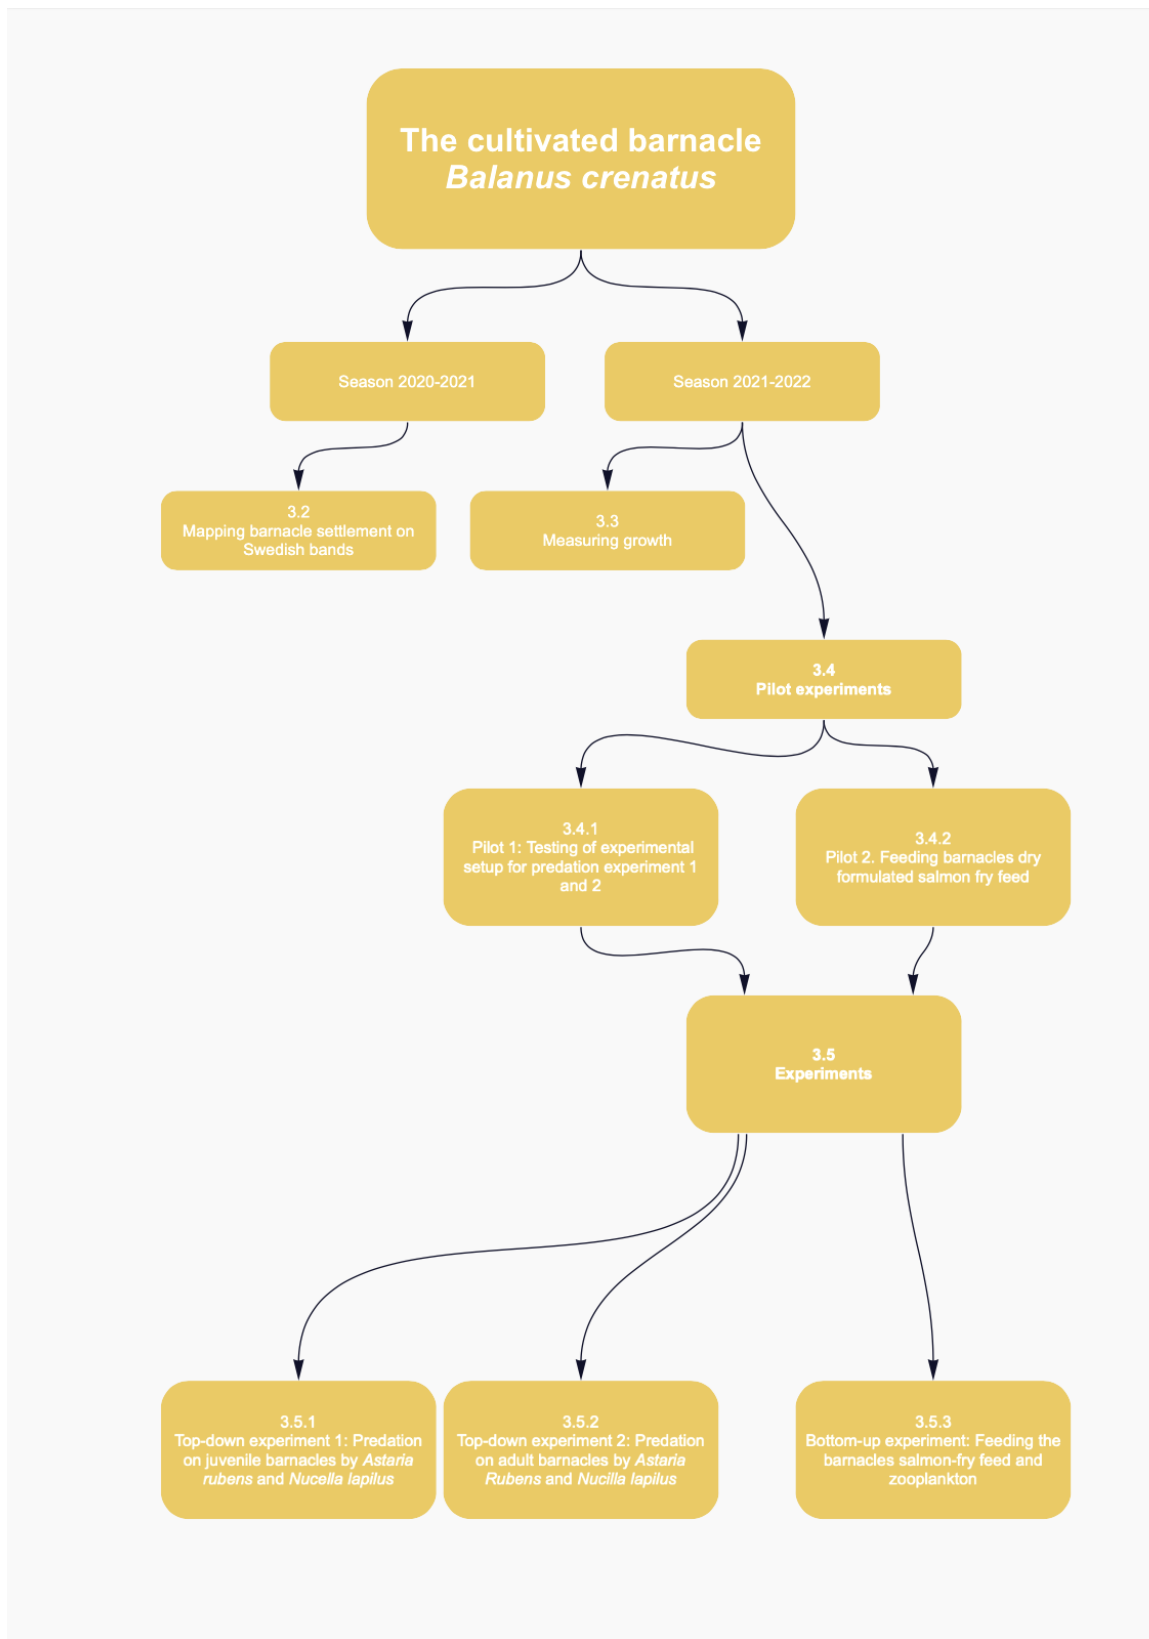 The cultivated barnacle
Balanus crenatus
Season 2020-2021
Season 2021-2022
3.2
Mapping barnacle settlement on
Swedish bands
3.3
Measuring growth
3.4
Pilot experiments
3.4.1
Pilot 1: Testing of experimental
setup for predation experiment 1
and 2
3.4.2
Pilot 2. Feeding barnacles dry
formulated salmon fry feed
3.5
Experiments
3.5.1
Top-down experiment 1: Predation
on juvenile barnacles by Astaria
rubens and Nucella lapilus
3.5.2
Top-down experiment 2: Predation
on adult barnacles by Astaria
Rubens and Nucilla lapilus
3.5.3
Bottom-up experiment: Feeding the
barnacles salmon-fry feed and
zooplankton